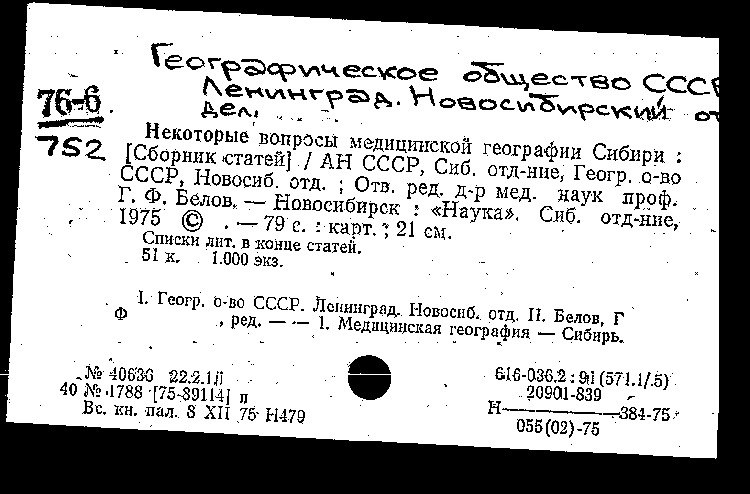 Географическое общество СССР
Ленинград. Новосибирский от
дел.
76-6
752
Некоторые вопросы медицинской географии Сибири :
[Сборник статей] / АН СССР, Сиб. отд-ние, Геогр. о-во
СССР, Новосиб. отд. ; Отв. ред. д-р мед. наук проф.
Г. Ф. Белов. — Новосибирск : «Наука». Сиб. отд-ние,
1975 © . — 79 с. : карт. ; 21 см.
Списки лит. в конце статей.
51 к. 1.000 экз.
I. Геогр. о-во СССР. Ленинград. Новосиб. отд. II. Белов, Г
Ф , ред. — — 1. Медицинская география — Сибирь.
№ 40636 22.2.1
40 № 1788 [75-39114] п
Вс. кн. пал. 8 XII 75 Н479
616-036.2 : 91 (571.1/.5)
20901-839
Н———384-75
055(02)-75